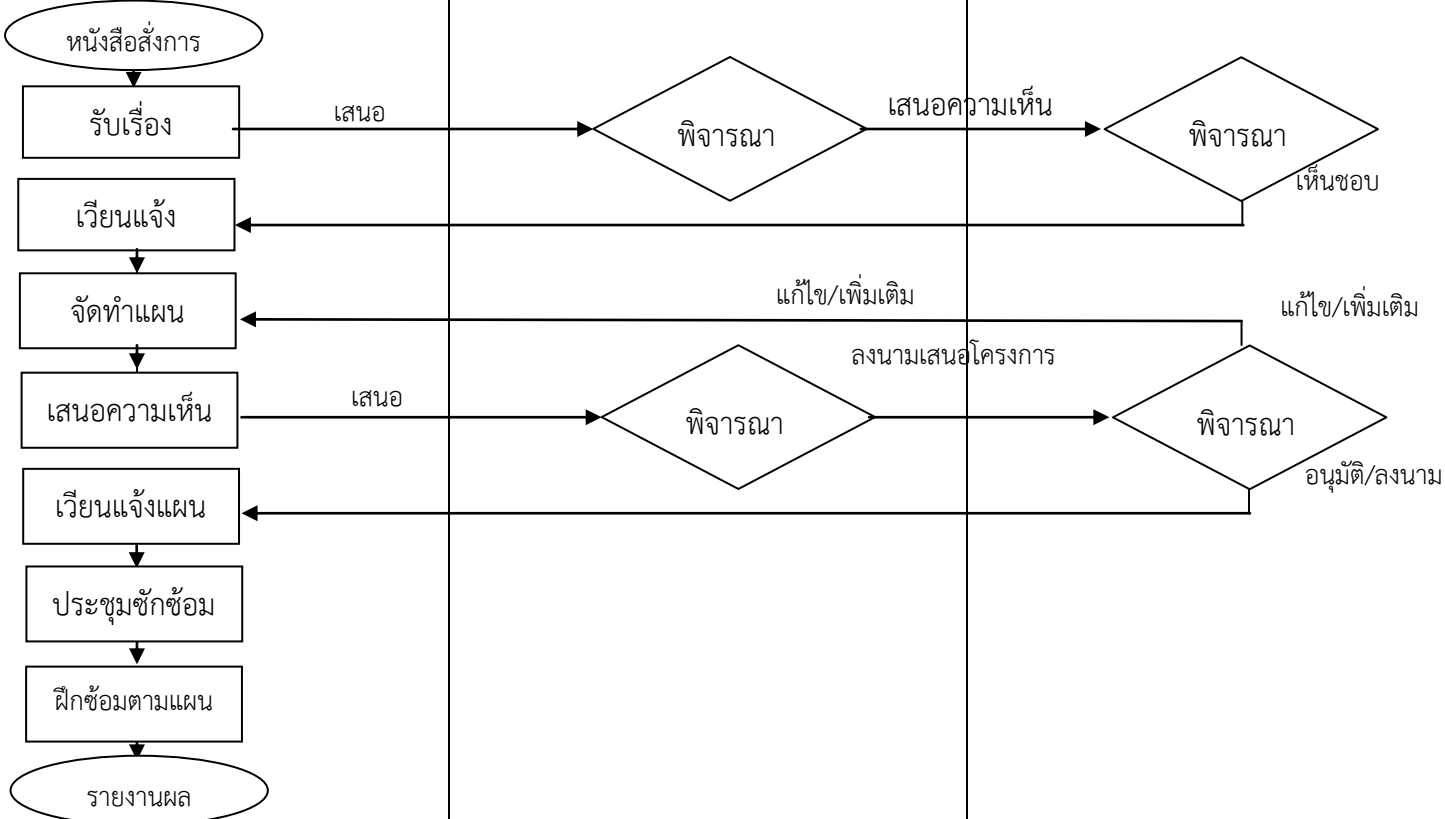 หนังสือสั่งการ
รับเรื่อง
เสนอ
พิจารณา
เสนอความเห็น
พิจารณา
เห็นชอบ
เวียนแจ้ง
จัดทำแผน
แก้ไข/เพิ่มเติม
แก้ไข/เพิ่มเติม
เสนอความเห็น
เสนอ
พิจารณา
ลงนามเสนอโครงการ
พิจารณา
อนุมัติ/ลงนาม
เวียนแจ้งแผน
ประชุมซักซ้อม
ฝึกซ้อมตามแผน
รายงานผล